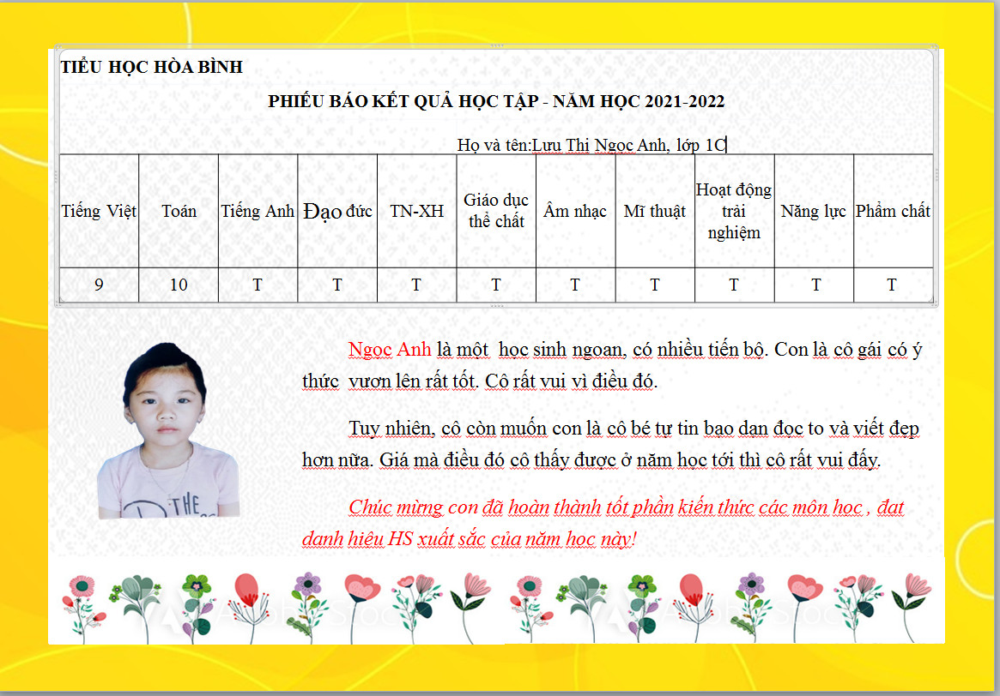 TIỂU HỌC HÒA BÌNH
PHIẾU BÁO KẾT QUẢ HỌC TẬP - NĂM HỌC 2021-2022
Họ và tên:Lưu Thị Ngọc Anh, lớp 1C
Tiếng Việt Toán Tiếng Anh Đạo đức TN-XH Giáo dục thể chất Âm nhạc Mĩ thuật Hoạt động trải nghiệm Năng lực Phẩm chất
9 10 T T T T T T T T T
Ngọc Anh là một học sinh ngoan, có nhiều tiến bộ. Con là cô gái có ý
thức vươn lên rất tốt. Cô rất vui vì điều đó.
Tuy nhiên, cô còn muốn con là cô bé tự tin bạo dạn đọc to và viết đẹp
hơn nữa. Giá mà điều đó cô thấy được ở năm học tới thì cô rất vui đấy.
Chúc mừng con đã hoàn thành tốt phần kiến thức các môn học , đạt
danh hiệu HS xuất sắc của năm học này!
THE